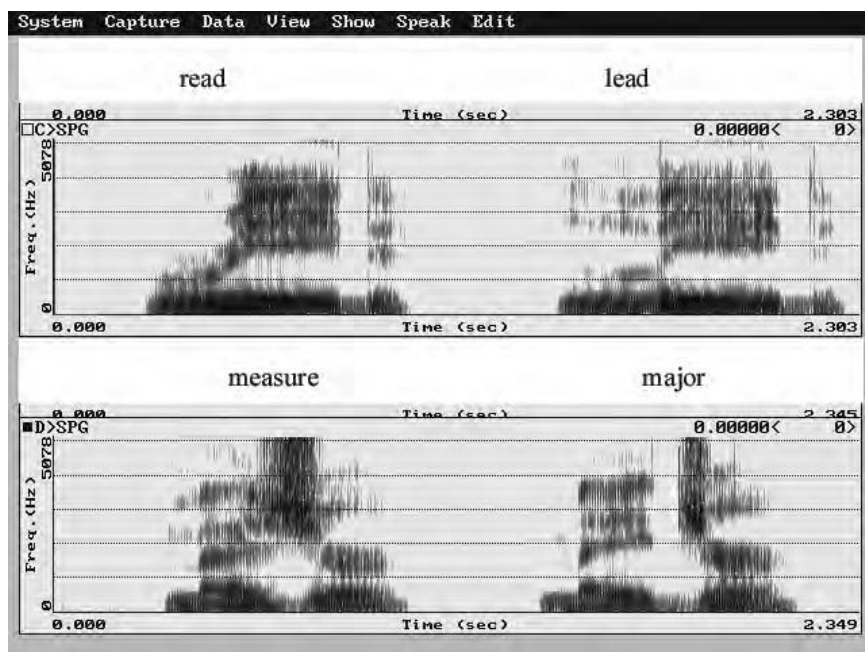 System Capture Data View Show Speak Edit
read lead
0.000 Time (sec) 2.303
C>SPG 0.00000< 0>
5078
Freq.(Hz)
0
0.000 Time (sec) 2.303
measure major
0.000 Time (sec) 2.345
D>SPG 0.00000< 0>
5078
Freq.(Hz)
0
0.000 Time (sec) 2.349